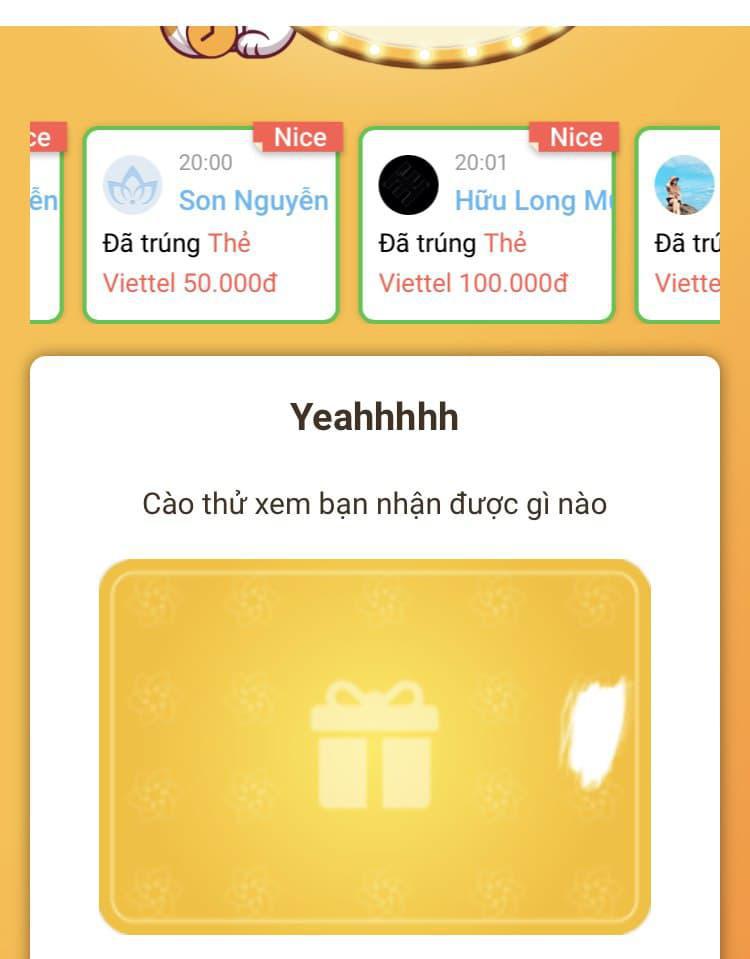 ce
Nice
Nice
20:00
20:01
ễn
Son Nguyễn
Hữu Long
Đã trúng Thẻ
Đã trúng Thẻ
Đã
Viettel 50.000đ
Viettel 100.000đ
Viette
Yeahhhhh
Cào thử xem bạn nhận được gì nào